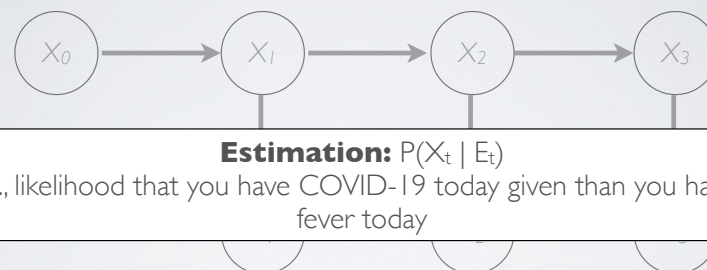 X₀ X₁ X₂ X₃
Estimation: P(Xₜ | Eₜ)
., likelihood that you have COVID-19 today given than you ha
fever today